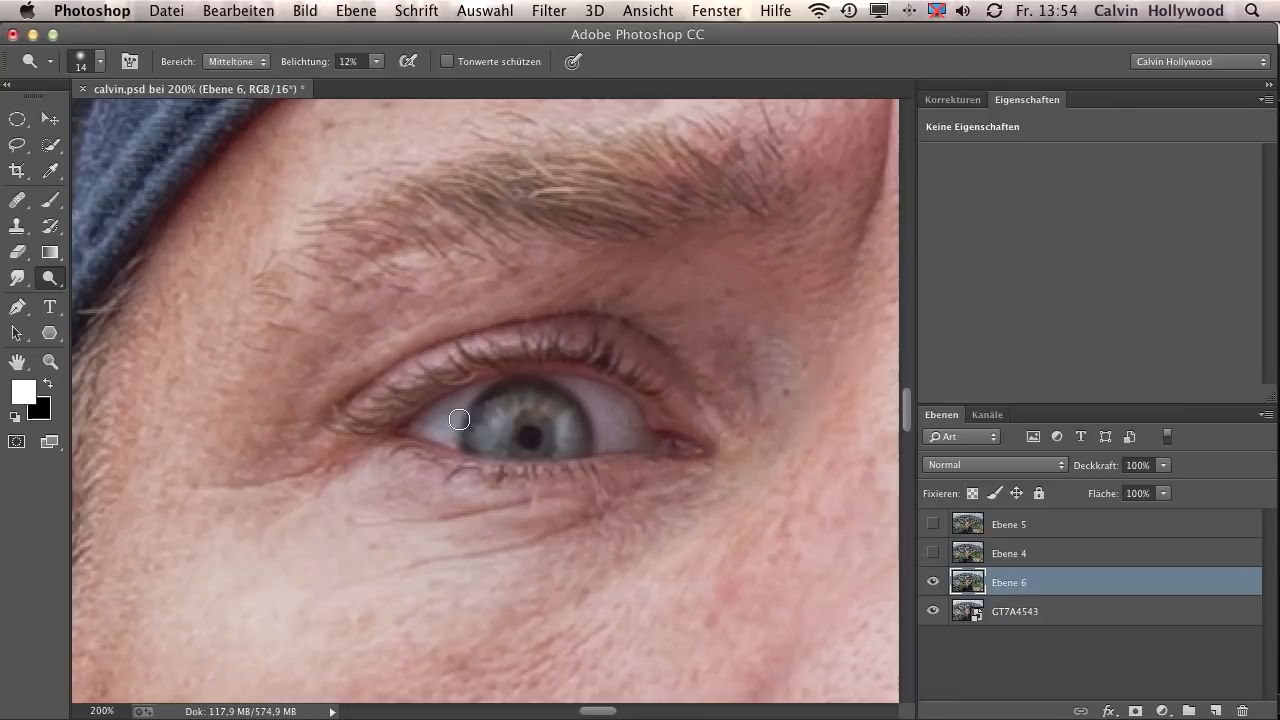 Photoshop Datei Bearbeiten Bild Ebene Schrift Auswahl Filter 3D Ansicht Fenster Hilfe Fr. 13:54 Calvin Hollywood
Adobe Photoshop CC
14 Bereich: Mitteltöne Belichtung: 12% Tonwerte schützen Calvin Hollywood
calvin.psd bei 200% (Ebene 6, RGB/16*) *
Korrekturen Eigenschaften
Keine Eigenschaften
Ebenen Kanäle
Art
Normal Deckkraft: 100%
Fixieren: Fläche: 100%
Ebene 5
Ebene 4
Ebene 6
GT7A4543
200% Dok: 117,9 MB/574,9 MB